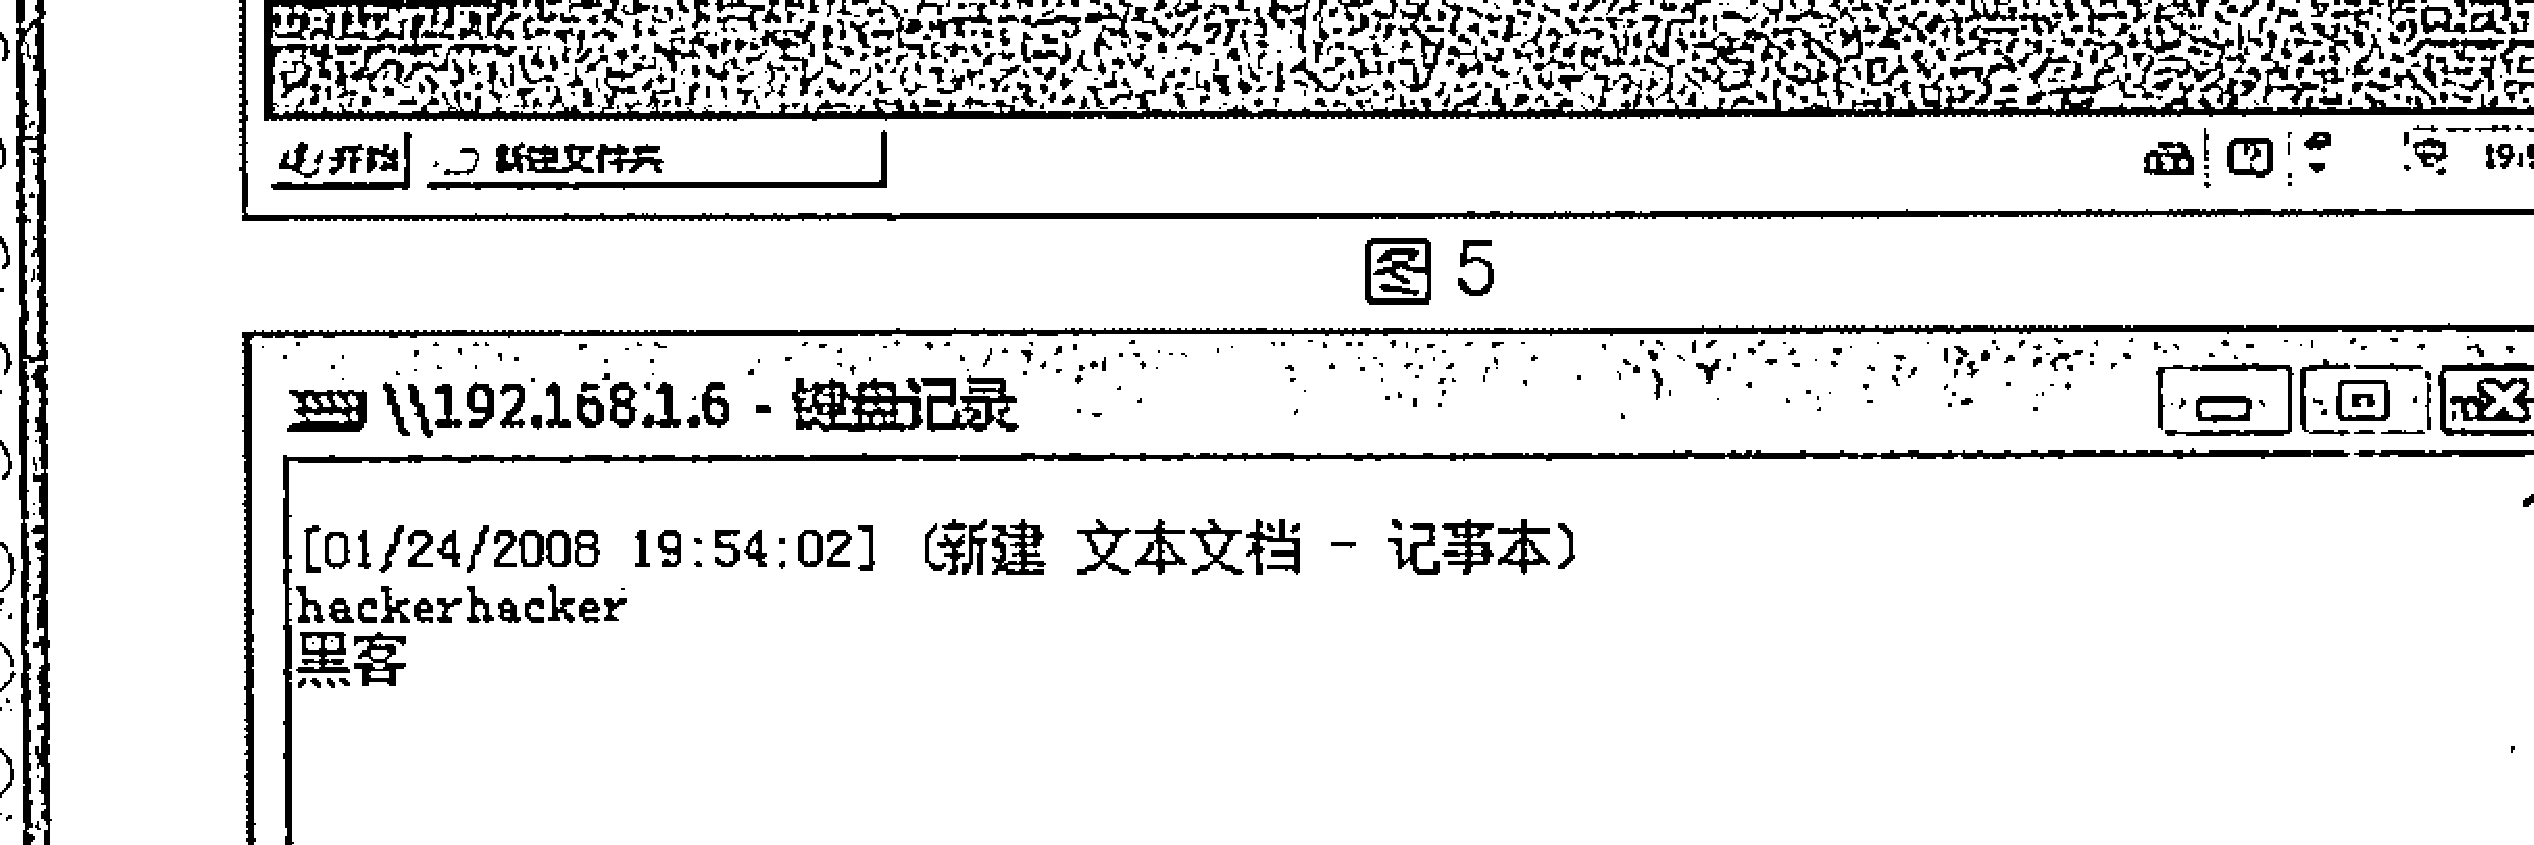 开始 新建文件夹
图 5
\\192.168.1.6 - 键盘记录
[01/24/2008 19:54:02] (新建 文本文档 - 记事本)
hackerhacker
黑客